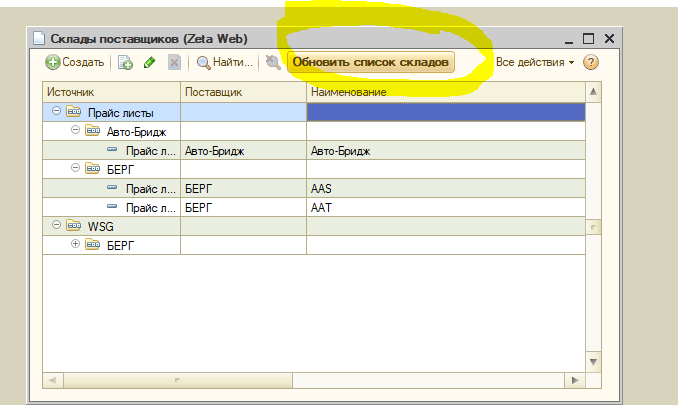 Склады поставщиков (Zeta Web)
Создать Найти... Обновить список складов Все действия ?
Источник Поставщик Наименование
Прайс листы
Авто-Бридж
Прайс л... Авто-Бридж Авто-Бридж
БЕРГ
Прайс л... БЕРГ AAS
Прайс л... БЕРГ AAT
WSG
БЕРГ